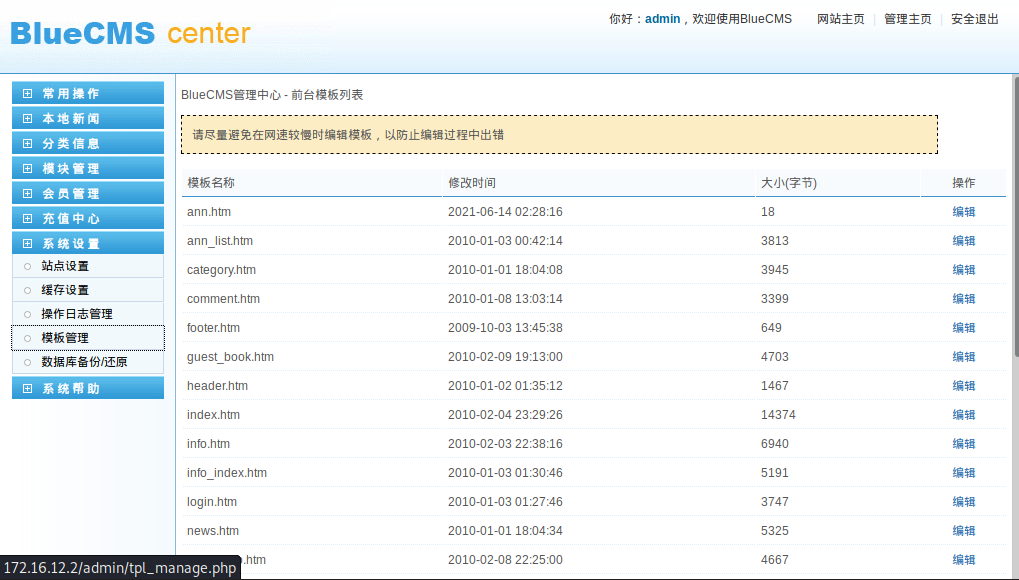 BlueCMS center
你好：admin，欢迎使用BlueCMS 网站主页 | 管理主页 | 安全退出
常用操作
本地新闻
分类信息
模块管理
会员管理
充值中心
系统设置
站点设置
缓存设置
操作日志管理
模板管理
数据库备份/还原
系统帮助
BlueCMS管理中心 - 前台模板列表
请尽量避免在网速较慢时编辑模板，以防止编辑过程中出错
模板名称 修改时间 大小(字节) 操作
ann.htm 2021-06-14 02:28:16 18 编辑
ann_list.htm 2010-01-03 00:42:14 3813 编辑
category.htm 2010-01-01 18:04:08 3945 编辑
comment.htm 2010-01-08 13:03:14 3399 编辑
footer.htm 2009-10-03 13:45:38 649 编辑
guest_book.htm 2010-02-09 19:13:00 4703 编辑
header.htm 2010-01-02 01:35:12 1467 编辑
index.htm 2010-02-04 23:29:26 14374 编辑
info.htm 2010-02-03 22:38:16 6940 编辑
info_index.htm 2010-01-03 01:30:46 5191 编辑
login.htm 2010-01-03 01:27:46 3747 编辑
news.htm 2010-01-01 18:04:34 5325 编辑
.htm 2010-02-08 22:25:00 4667 编辑
172.16.12.2/admin/tpl_manage.php